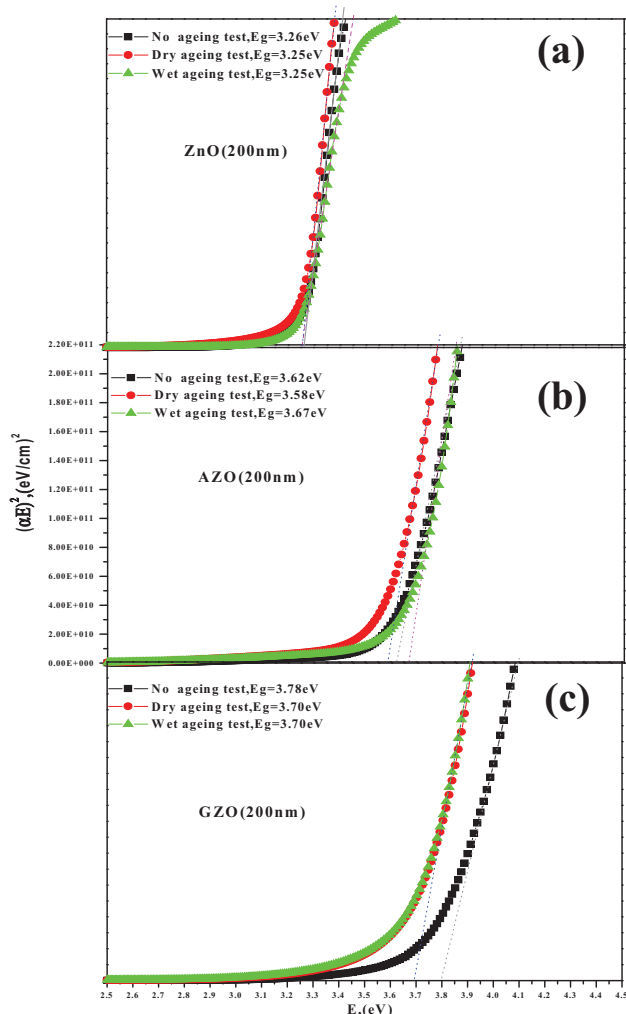 No ageing test,Eg=3.26eV
Dry ageing test,Eg=3.25eV
Wet ageing test,Eg=3.25eV
(a)
ZnO(200nm)
2.20E+011
2.00E+011
1.80E+011
1.60E+011
1.40E+011
1.20E+011
1.00E+011
8.00E+010
6.00E+010
4.00E+010
2.00E+010
0.00E+000
(αE)²,(eV/cm)²
No ageing test,Eg=3.62eV
Dry ageing test,Eg=3.58eV
Wet ageing test,Eg=3.67eV
(b)
AZO(200nm)
No ageing test,Eg=3.78eV
Dry ageing test,Eg=3.70eV
Wet ageing test,Eg=3.70eV
(c)
GZO(200nm)
2.5 2.6 2.7 2.8 2.9 3.0 3.1 3.2 3.3 3.4 3.5 3.6 3.7 3.8 3.9 4.0 4.1 4.2 4.3 4.4 4.5
E,(eV)